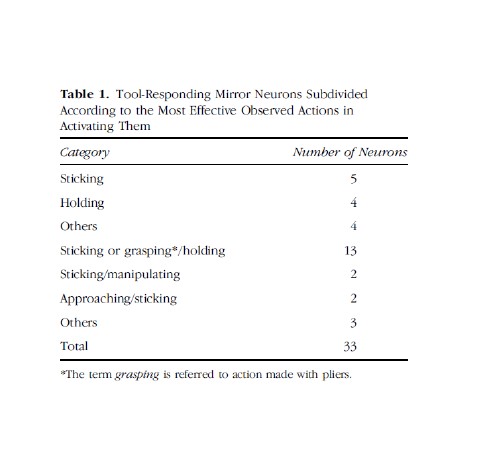 Table 1. Tool-Responding Mirror Neurons Subdivided
According to the Most Effective Observed Actions in
Activating Them
Category Number of Neurons
Sticking 5
Holding 4
Others 4
Sticking or grasping*/holding 13
Sticking/manipulating 2
Approaching/sticking 2
Others 3
Total 33
*The term grasping is referred to action made with pliers.